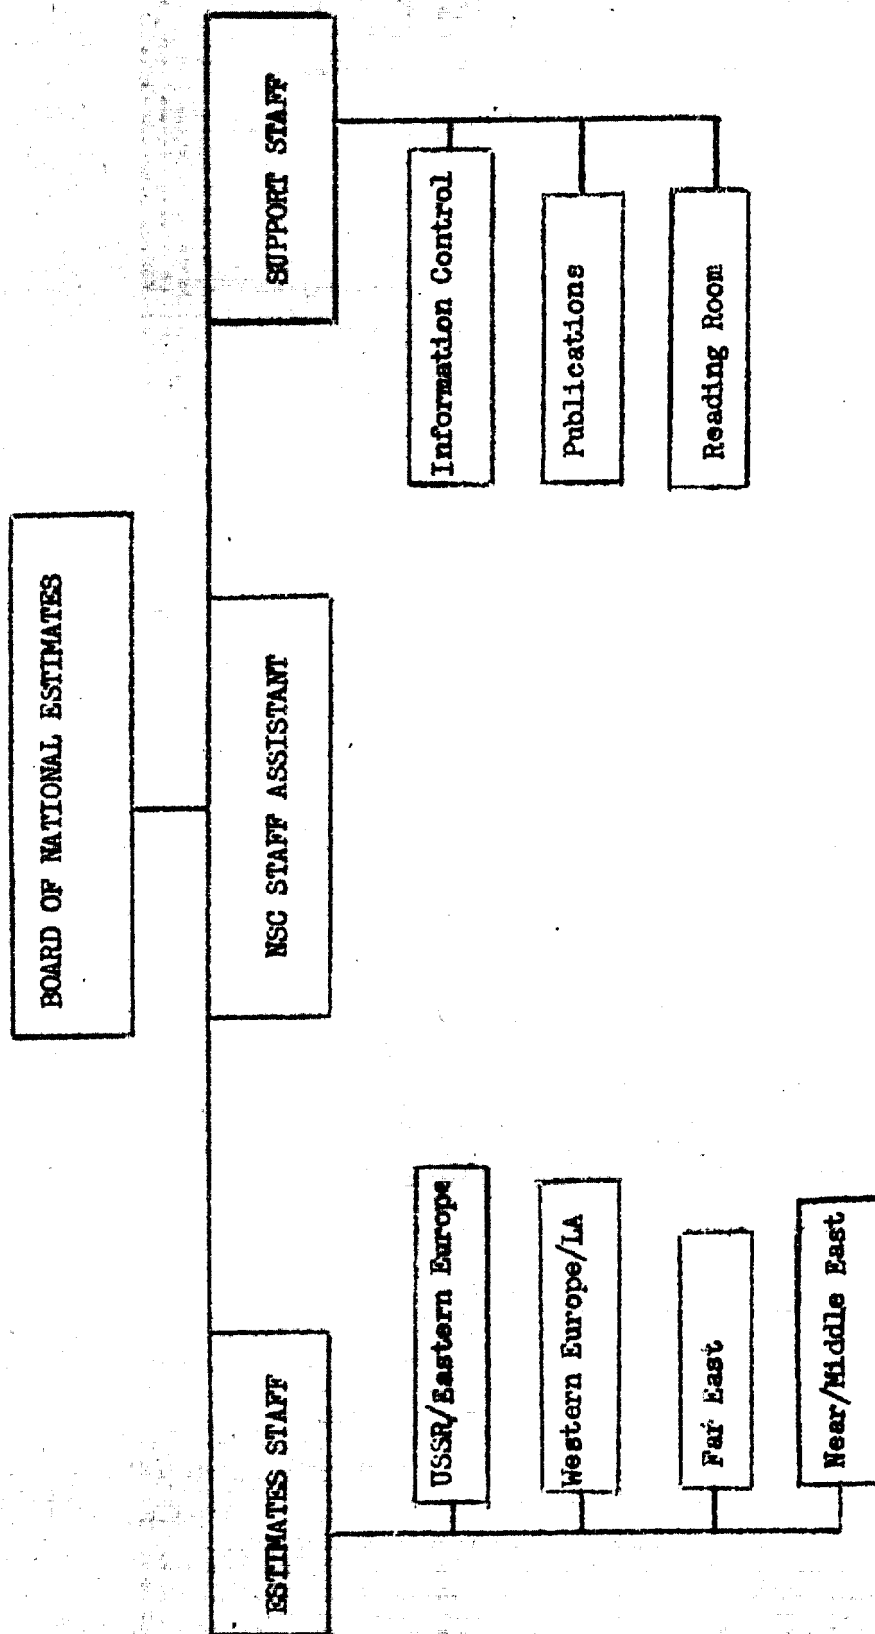 BOARD OF NATIONAL ESTIMATES
ESTIMATES STAFF
NSC STAFF ASSISTANT
SUPPORT STAFF
USSR/Eastern Europe
Western Europe/LA
Far East
Near/Middle East
Information Control
Publications
Reading Room